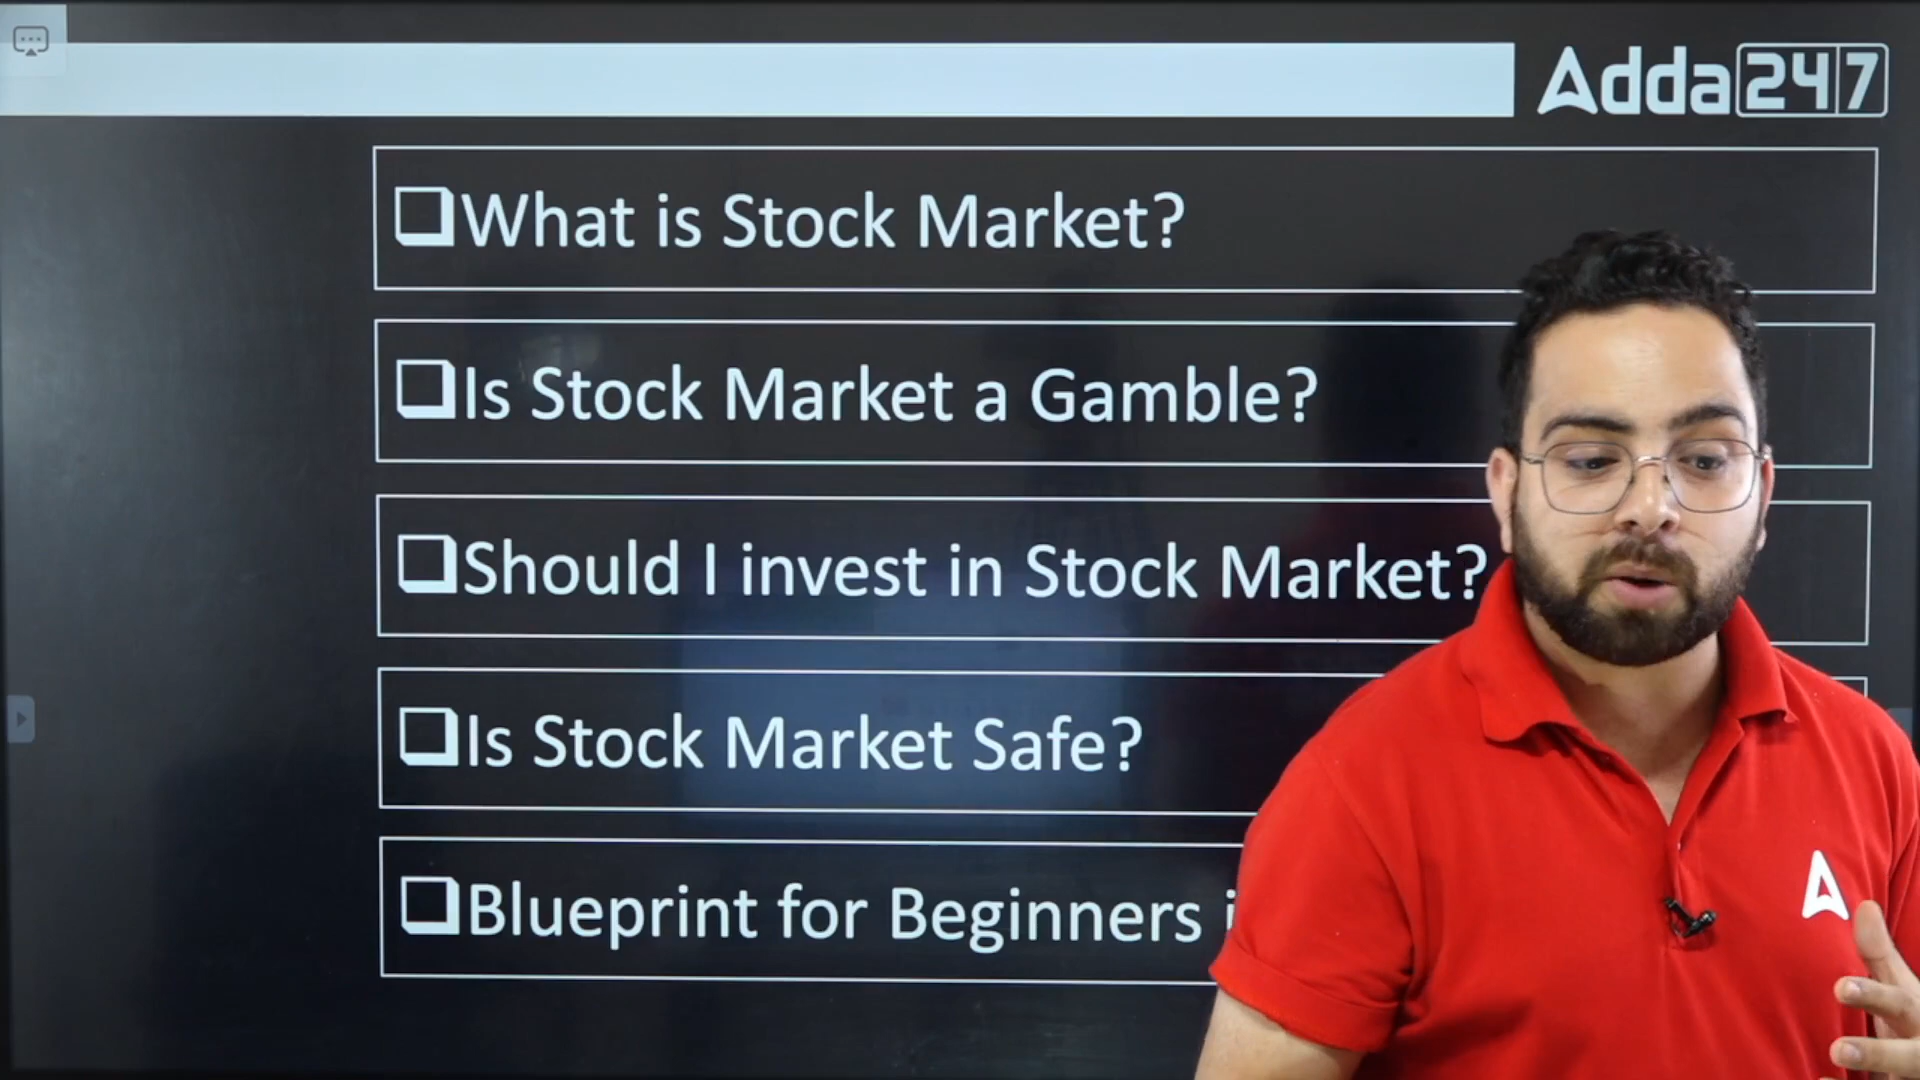 Adda247
What is Stock Market?
Is Stock Market a Gamble?
Should I invest in Stock Market?
Is Stock Market Safe?
Blueprint for Beginners